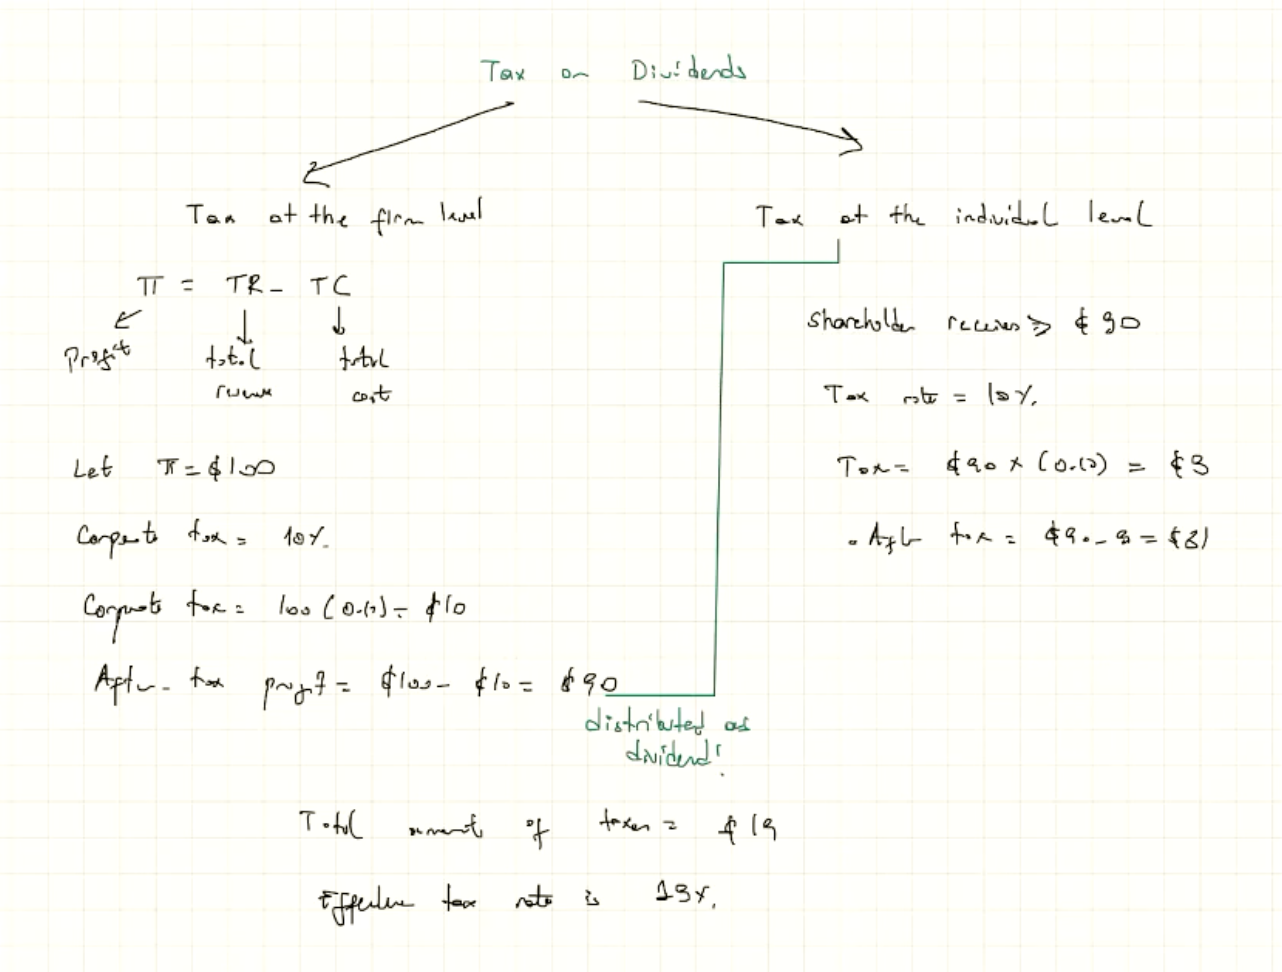 Tax on Dividends
Tax at the firm level
π = TR - TC
Profit
total
revenue
total
cost
Let π = $100
Corporate tax = 10%.
Corporate tax = 100 (0.10) = $10
After-tax profit = $100 - $10 = $90
distributed as
dividend!
Tax at the individual level
Shareholder receives ⇒ $90
Tax rate = 10%.
Tax = $90 x (0.10) = $9
. After tax = $90 - 9 = $81
Total amount of taxes = $19
Effective tax rate is 19%.